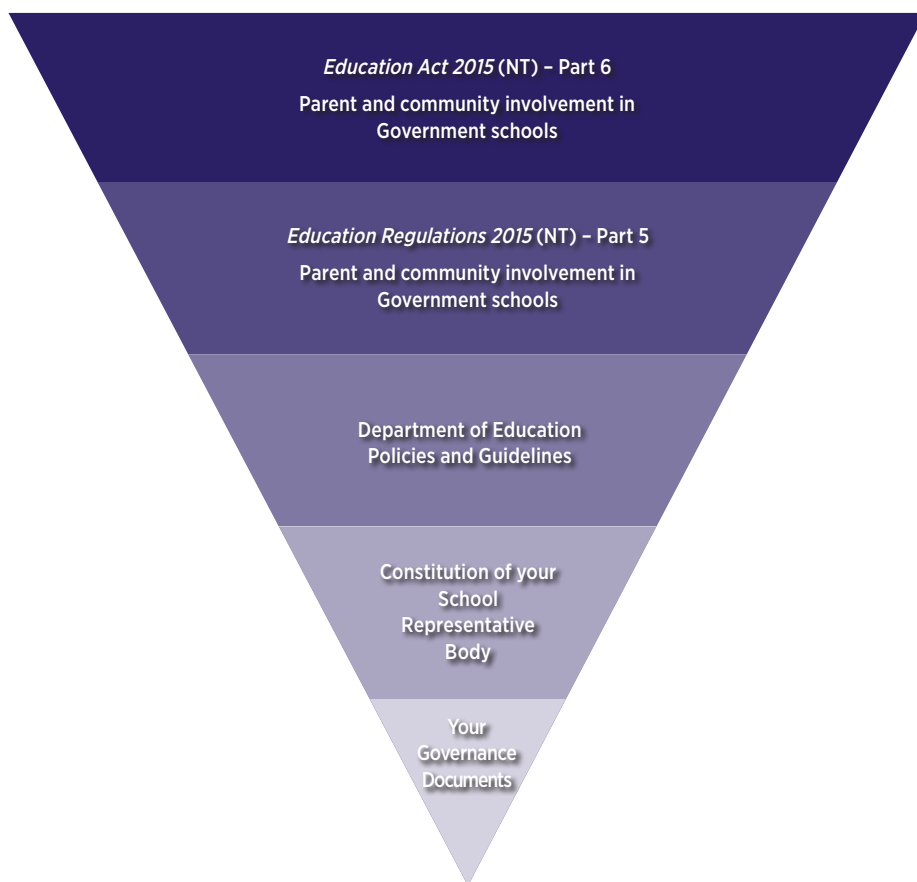 Education Act 2015 (NT) – Part 6
Parent and community involvement in
Government schools
Education Regulations 2015 (NT) – Part 5
Parent and community involvement in
Government schools
Department of Education
Policies and Guidelines
Constitution of your
School
Representative
Body
Your
Governance
Documents